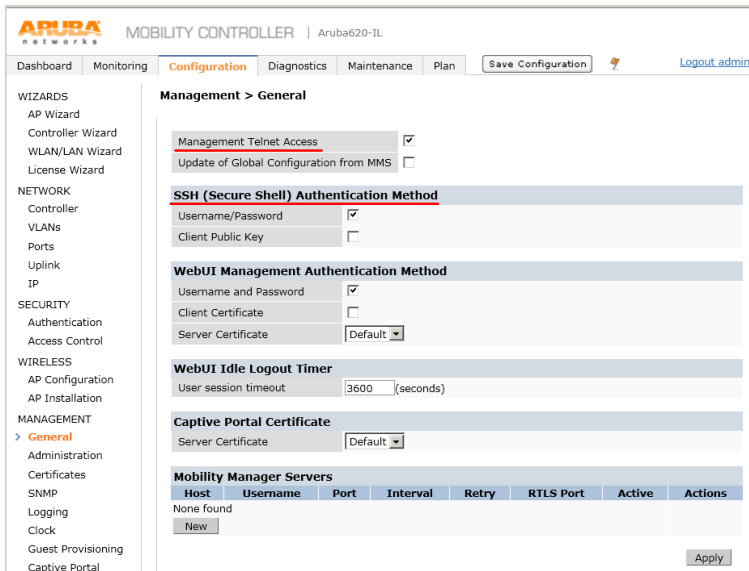 ARUBA
networks
MOBILITY CONTROLLER | Aruba620-IL
Dashboard Monitoring Configuration Diagnostics Maintenance Plan Save Configuration Logout admin
WIZARDS
AP Wizard
Controller Wizard
WLAN/LAN Wizard
License Wizard
NETWORK
Controller
VLANs
Ports
Uplink
IP
SECURITY
Authentication
Access Control
WIRELESS
AP Configuration
AP Installation
MANAGEMENT
> General
Administration
Certificates
SNMP
Logging
Clock
Guest Provisioning
Captive Portal
Management > General
Management Telnet Access
Update of Global Configuration from MMS
SSH (Secure Shell) Authentication Method
Username/Password
Client Public Key
WebUI Management Authentication Method
Username and Password
Client Certificate
Server Certificate Default
WebUI Idle Logout Timer
User session timeout 3600 (seconds)
Captive Portal Certificate
Server Certificate Default
Mobility Manager Servers
Host Username Port Interval Retry RTLS Port Active Actions
None found
New
Apply